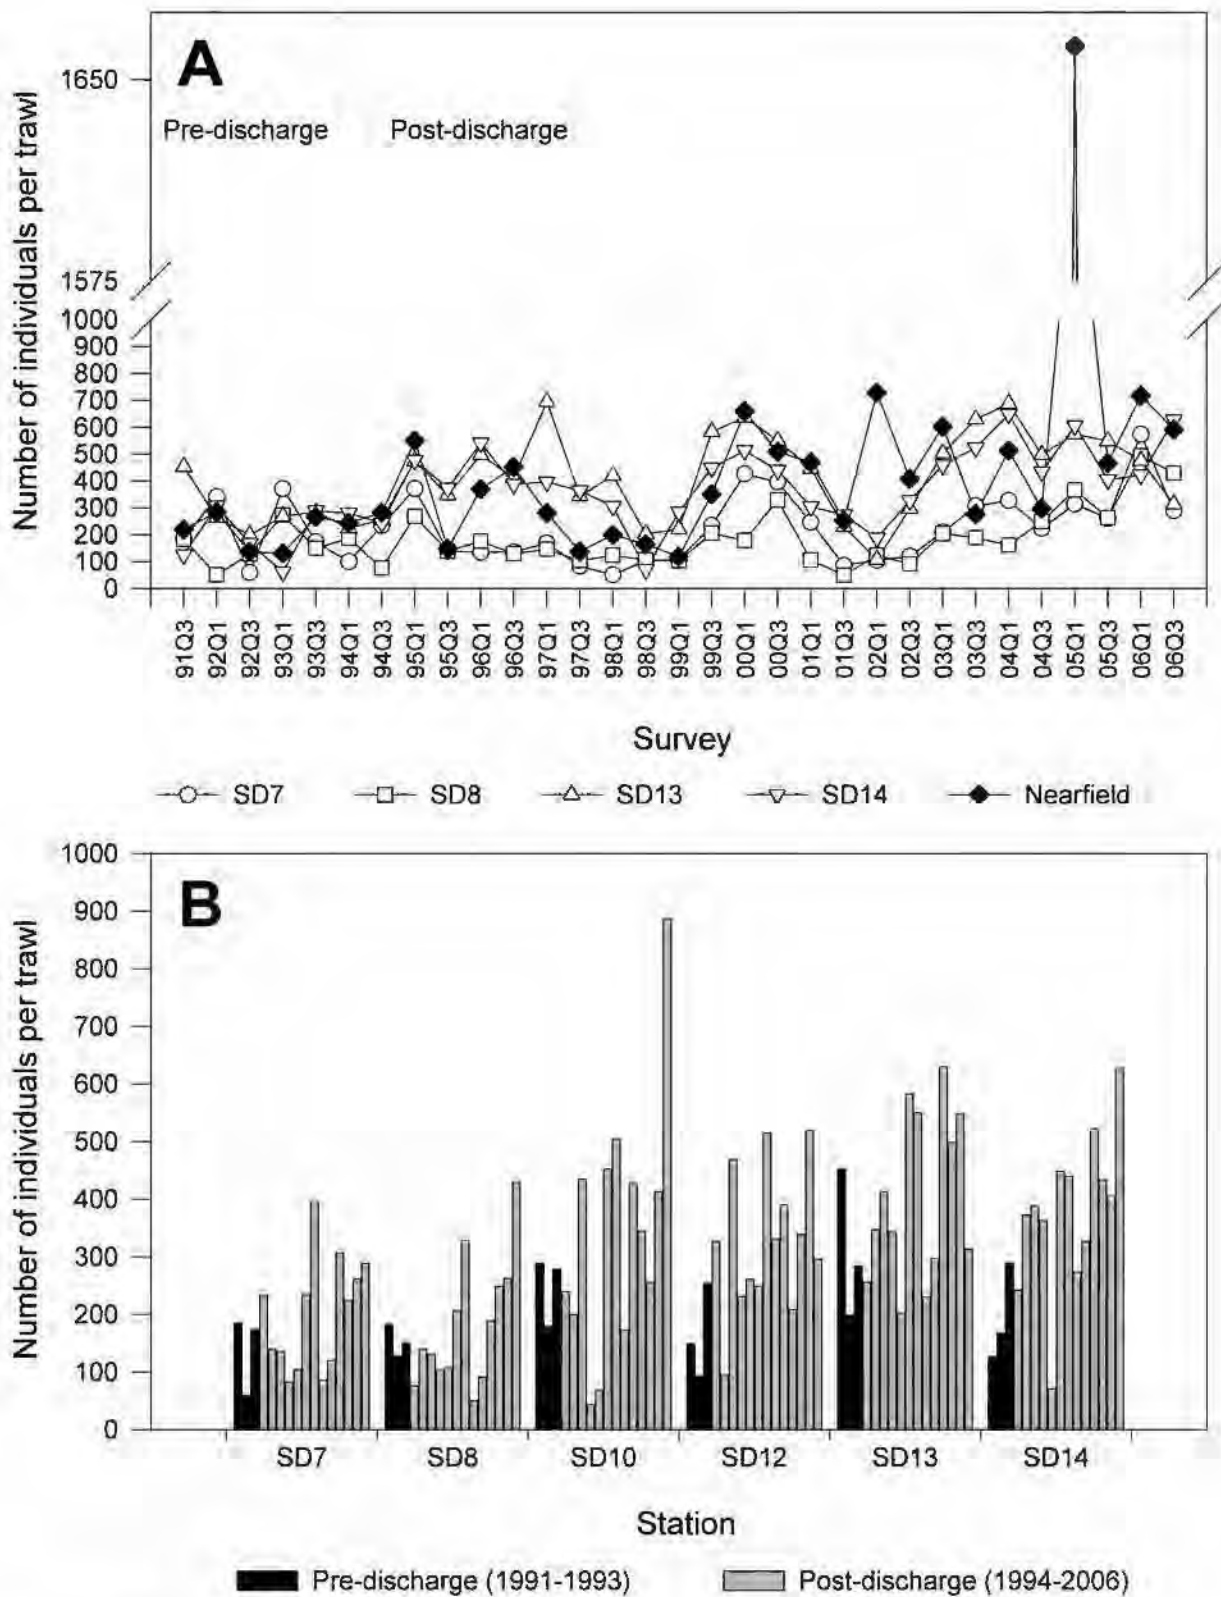 A
Pre-discharge Post-discharge
Number of individuals per trawl
1650
1575
1000
900
800
700
600
500
400
300
200
100
0
91Q3 92Q1 92Q3 93Q1 93Q3 94Q1 94Q3 95Q1 95Q3 96Q1 96Q3 97Q1 97Q3 98Q1 98Q3 99Q1 99Q3 00Q1 00Q3 01Q1 01Q3 02Q1 02Q3 03Q1 03Q3 04Q1 04Q3 05Q1 05Q3 06Q1 06Q3
Survey
SD7 SD8 SD13 SD14 Nearfield
B
Number of individuals per trawl
1000
900
800
700
600
500
400
300
200
100
0
SD7 SD8 SD10 SD12 SD13 SD14
Station
Pre-discharge (1991-1993) Post-discharge (1994-2006)